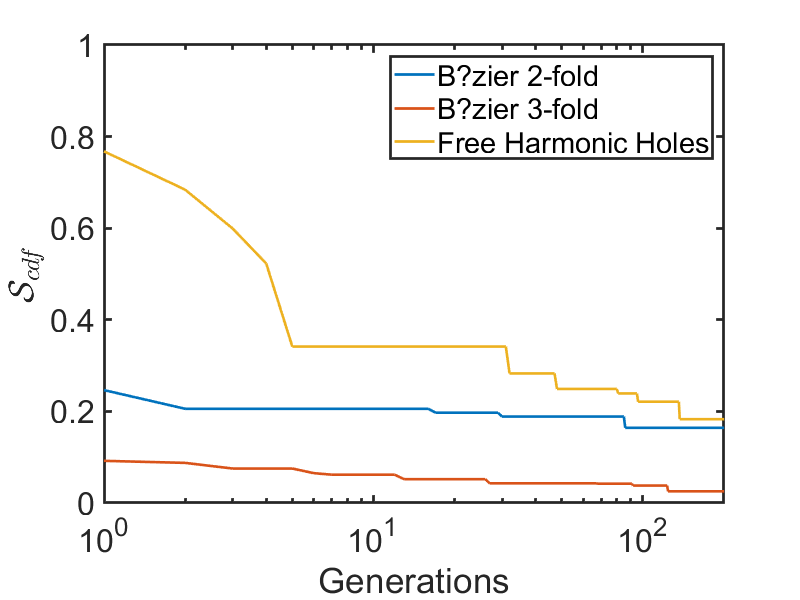 1
0.8
0.6
0.4
0.2
0
10^0
10^1
10^2
S_cdf
Generations
B?zier 2-fold
B?zier 3-fold
Free Harmonic Holes